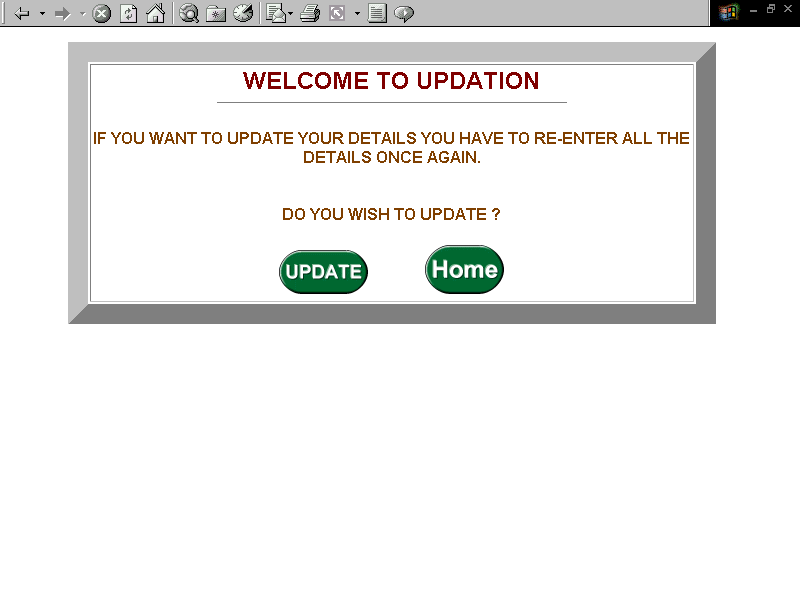 WELCOME TO UPDATION
IF YOU WANT TO UPDATE YOUR DETAILS YOU HAVE TO RE-ENTER ALL THE
DETAILS ONCE AGAIN.
DO YOU WISH TO UPDATE ?
UPDATE Home